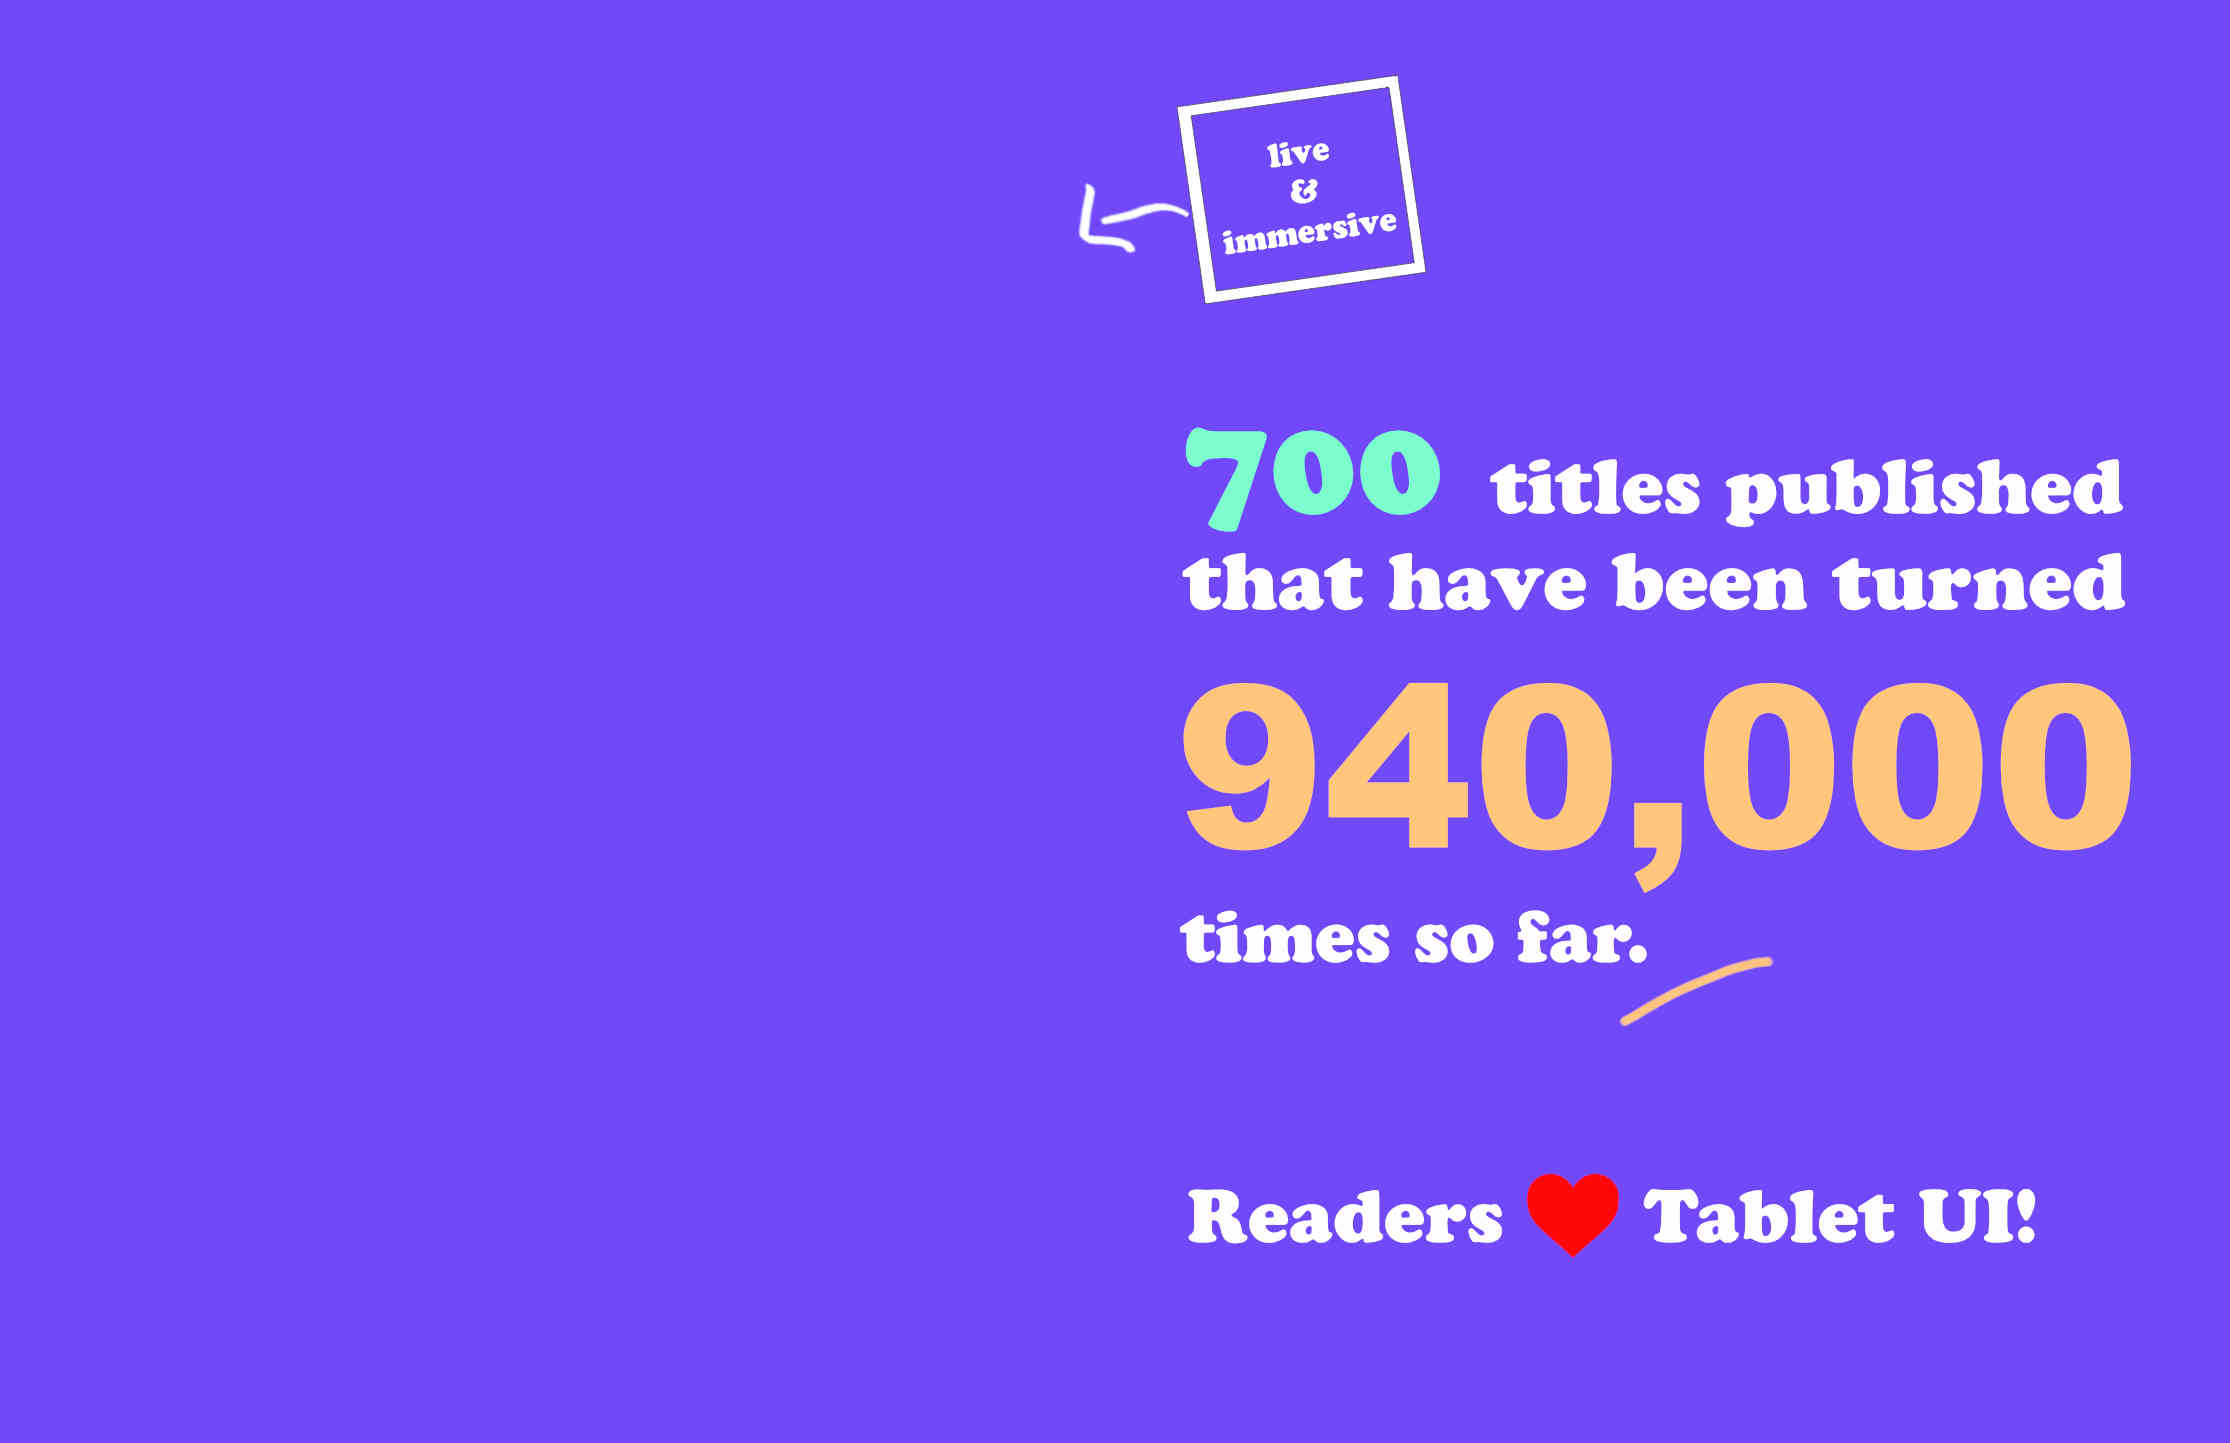 live
&
immersive
700 titles published
that have been turned
940,000
times so far.
Readers ❤ Tablet UI!